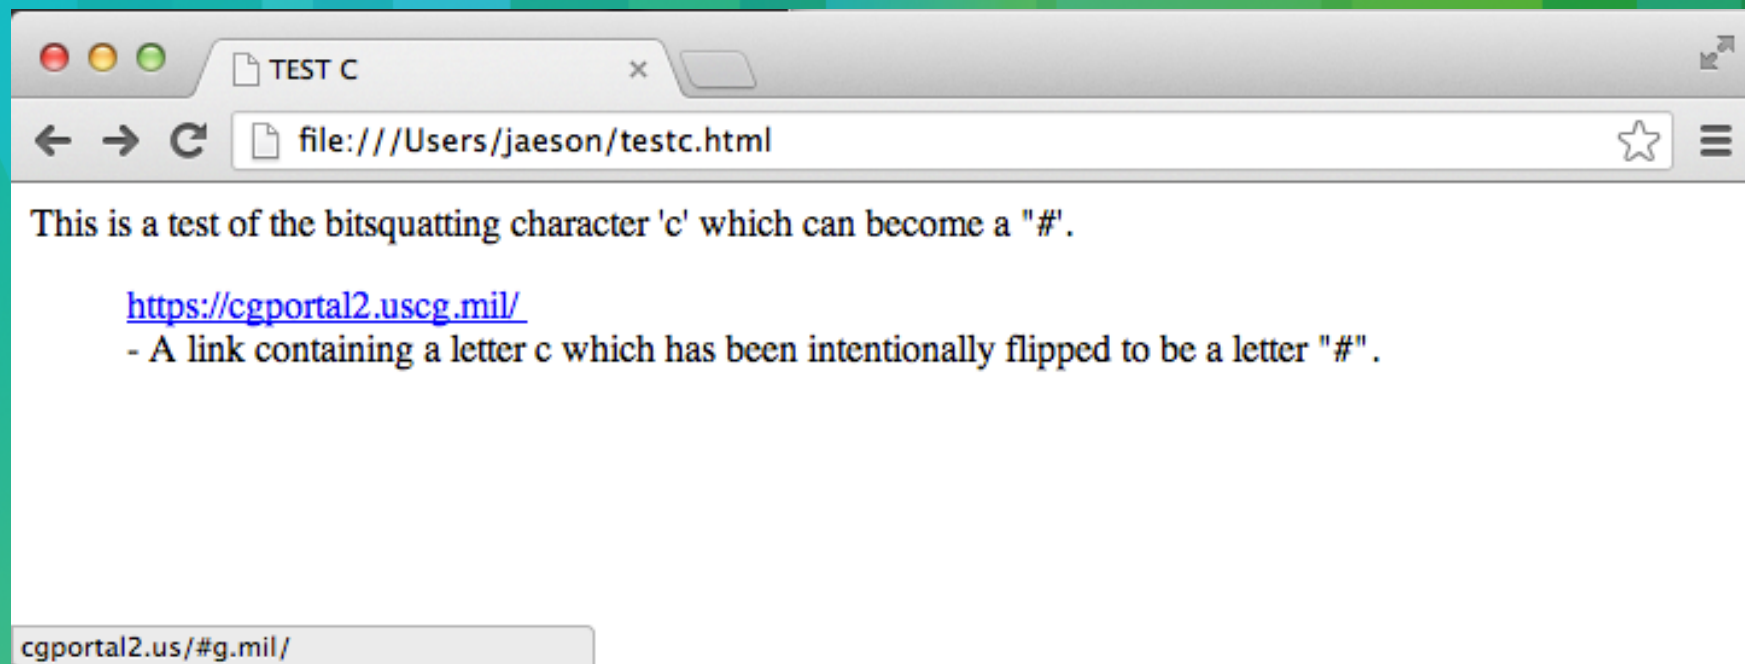 TEST C
file:///Users/jaeson/testc.html
This is a test of the bitsquatting character 'c' which can become a "#'.
https://cgportal2.uscg.mil/
- A link containing a letter c which has been intentionally flipped to be a letter "#".
cgportal2.us/#g.mil/